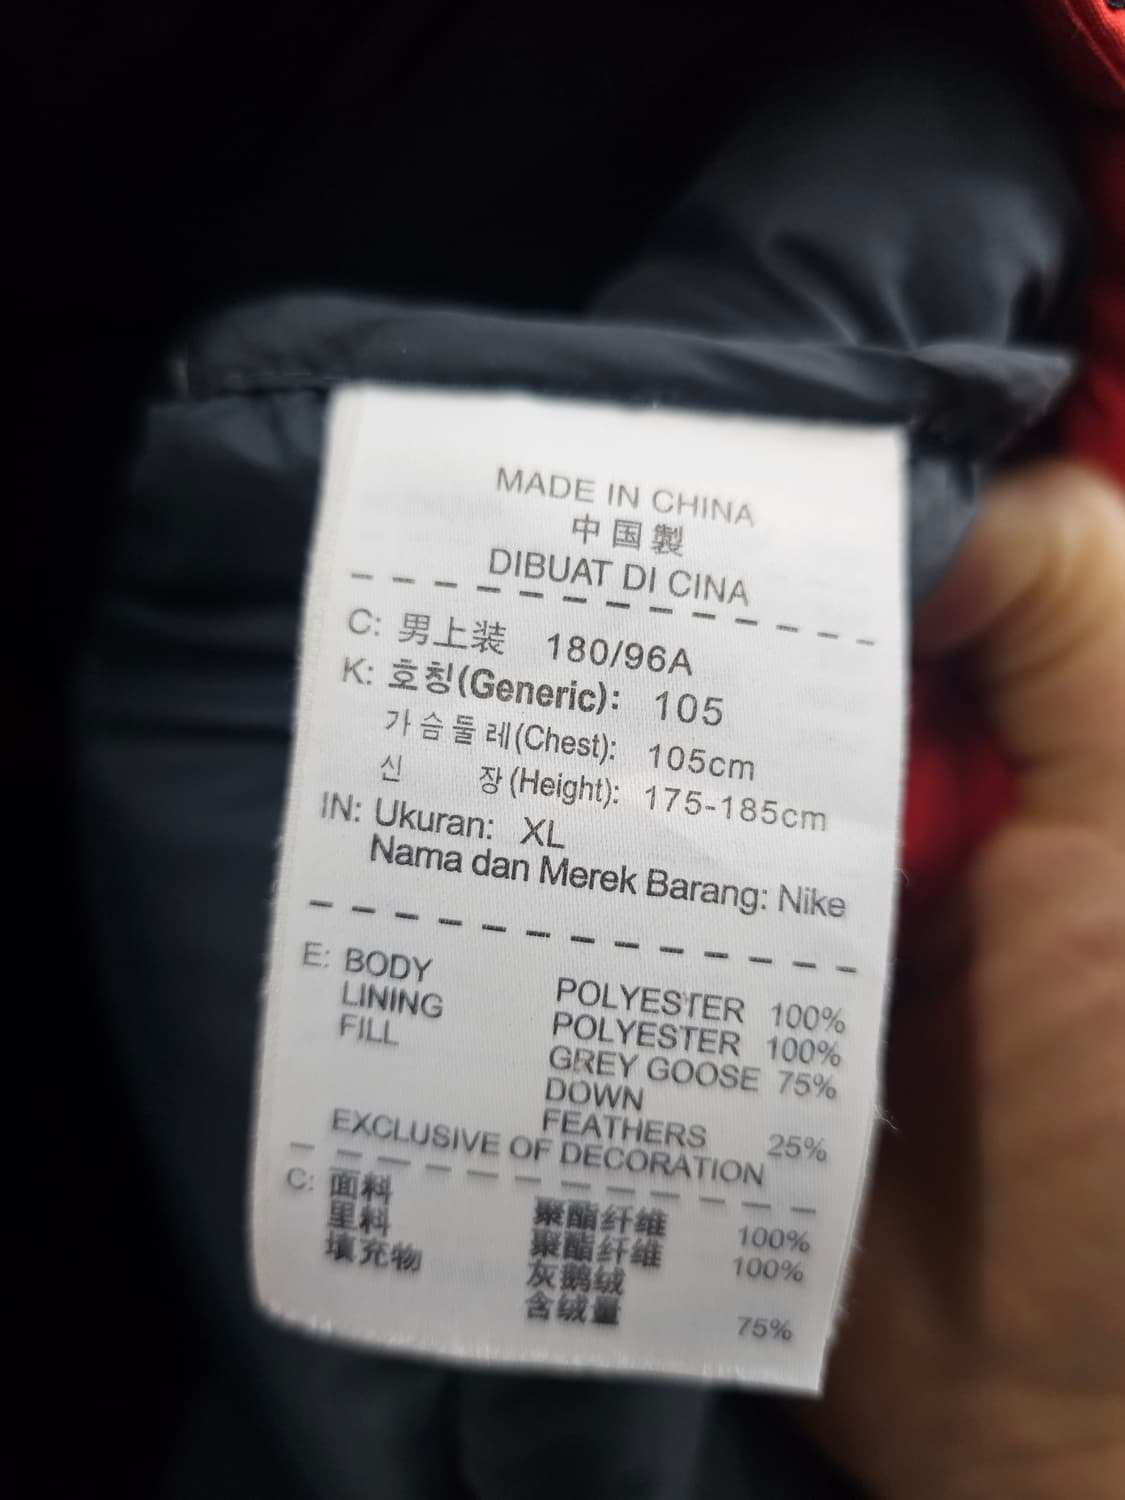 MADE IN CHINA
中国製
DIBUAT DI CINA
C: 男上装 180/96A
K: 호칭(Generic): 105
가슴둘레(Chest): 105cm
신 장(Height): 175-185cm
IN: Ukuran: XL
Nama dan Merek Barang: Nike
E: BODY POLYESTER 100%
LINING POLYESTER 100%
FILL GREY GOOSE 75%
DOWN
FEATHERS 25%
EXCLUSIVE OF DECORATION
C: 面料 聚酯纤维 100%
里料 聚酯纤维 100%
填充物 灰鹅绒
含绒量 75%